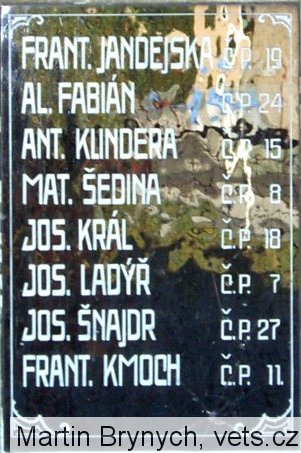 FRANT. JANDĚJSKA Č.P. 19
AL. FABIÁN Č.P. 24
ANT. KUNDERA Č.P. 15
MAT. ŠEDINA Č.P. 8
JOS. KRÁL Č.P. 18
JOS. LADÝŘ Č.P. 7
JOS. ŠNAJDR Č.P. 27
FRANT. KMOCH Č.P. 11.
Martin Brynych, vets.cz